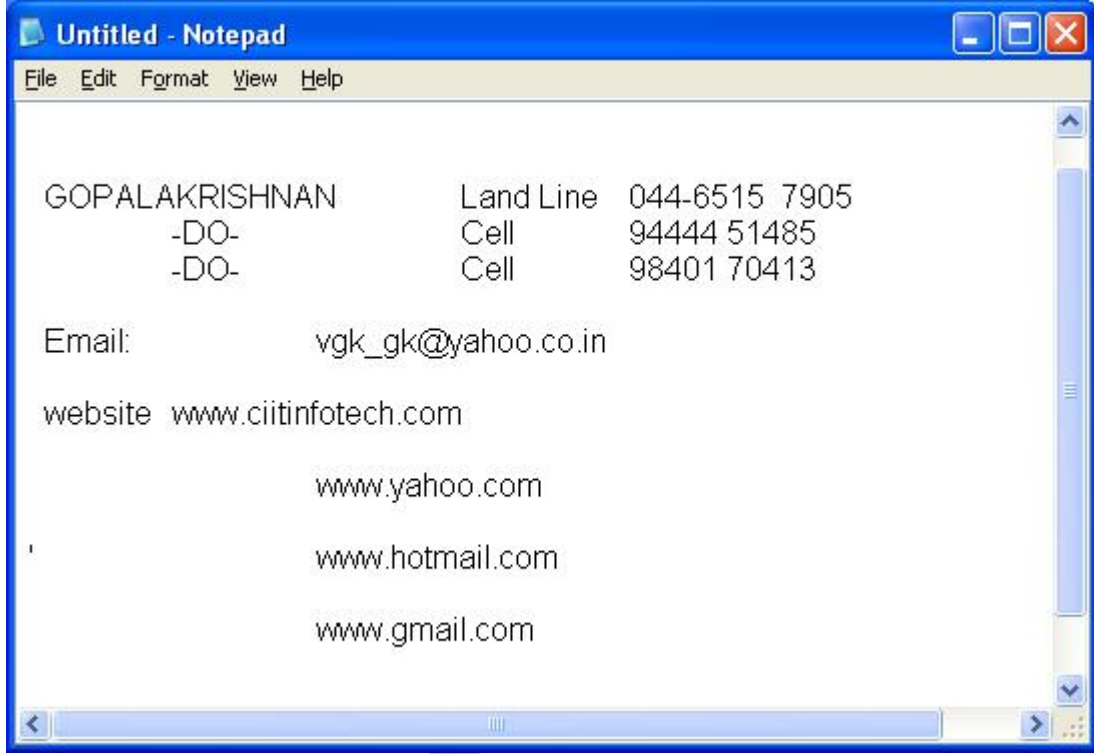 Untitled - Notepad
File Edit Format View Help
GOPALAKRISHNAN Land Line 044-6515 7905
-DO- Cell 94444 51485
-DO- Cell 98401 70413
Email: vgk_gk@yahoo.co.in
website www.ciitinfotech.com
www.yahoo.com
' www.hotmail.com
www.gmail.com